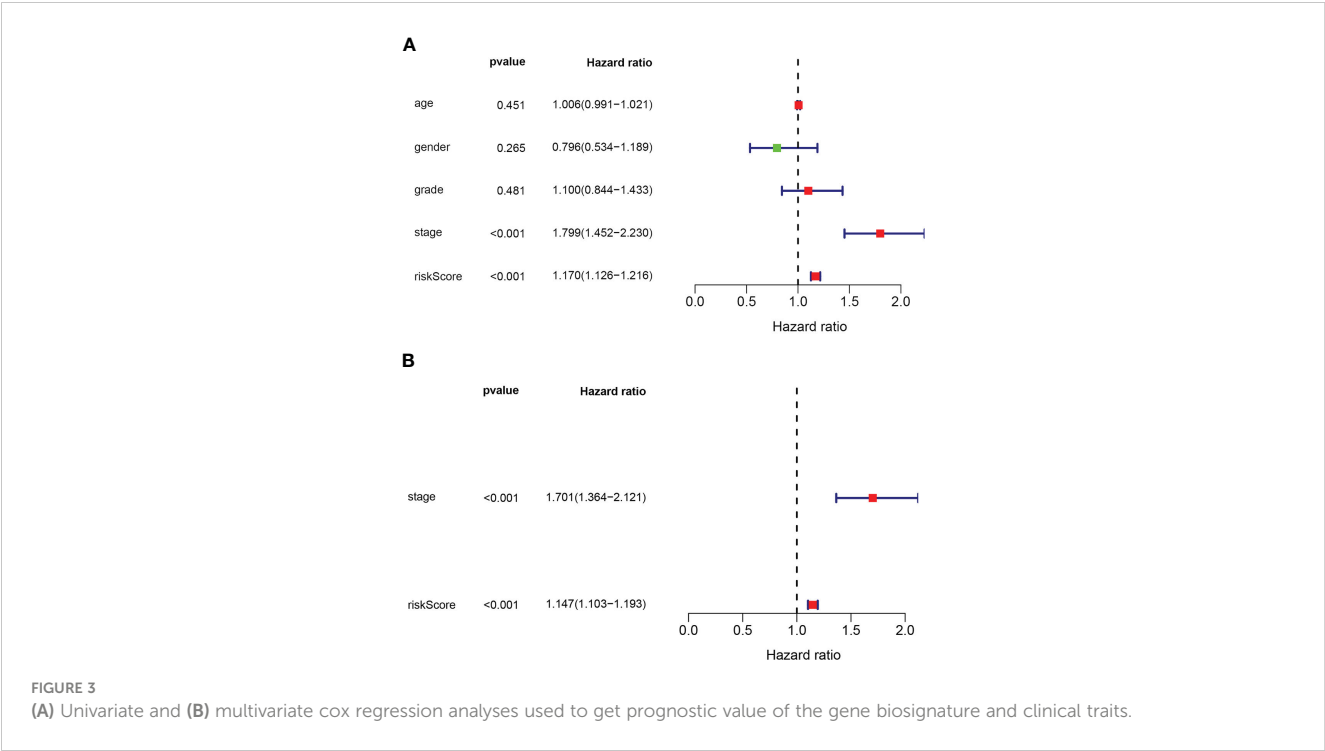 A
pvalue Hazard ratio
age 0.451 1.006(0.991−1.021)
gender 0.265 0.796(0.534−1.189)
grade 0.481 1.100(0.844−1.433)
stage <0.001 1.799(1.452−2.230)
riskScore <0.001 1.170(1.126−1.216)
0.0 0.5 1.0 1.5 2.0
Hazard ratio
B
pvalue Hazard ratio
stage <0.001 1.701(1.364−2.121)
riskScore <0.001 1.147(1.103−1.193)
0.0 0.5 1.0 1.5 2.0
Hazard ratio
FIGURE 3
(A) Univariate and (B) multivariate cox regression analyses used to get prognostic value of the gene biosignature and clinical traits.